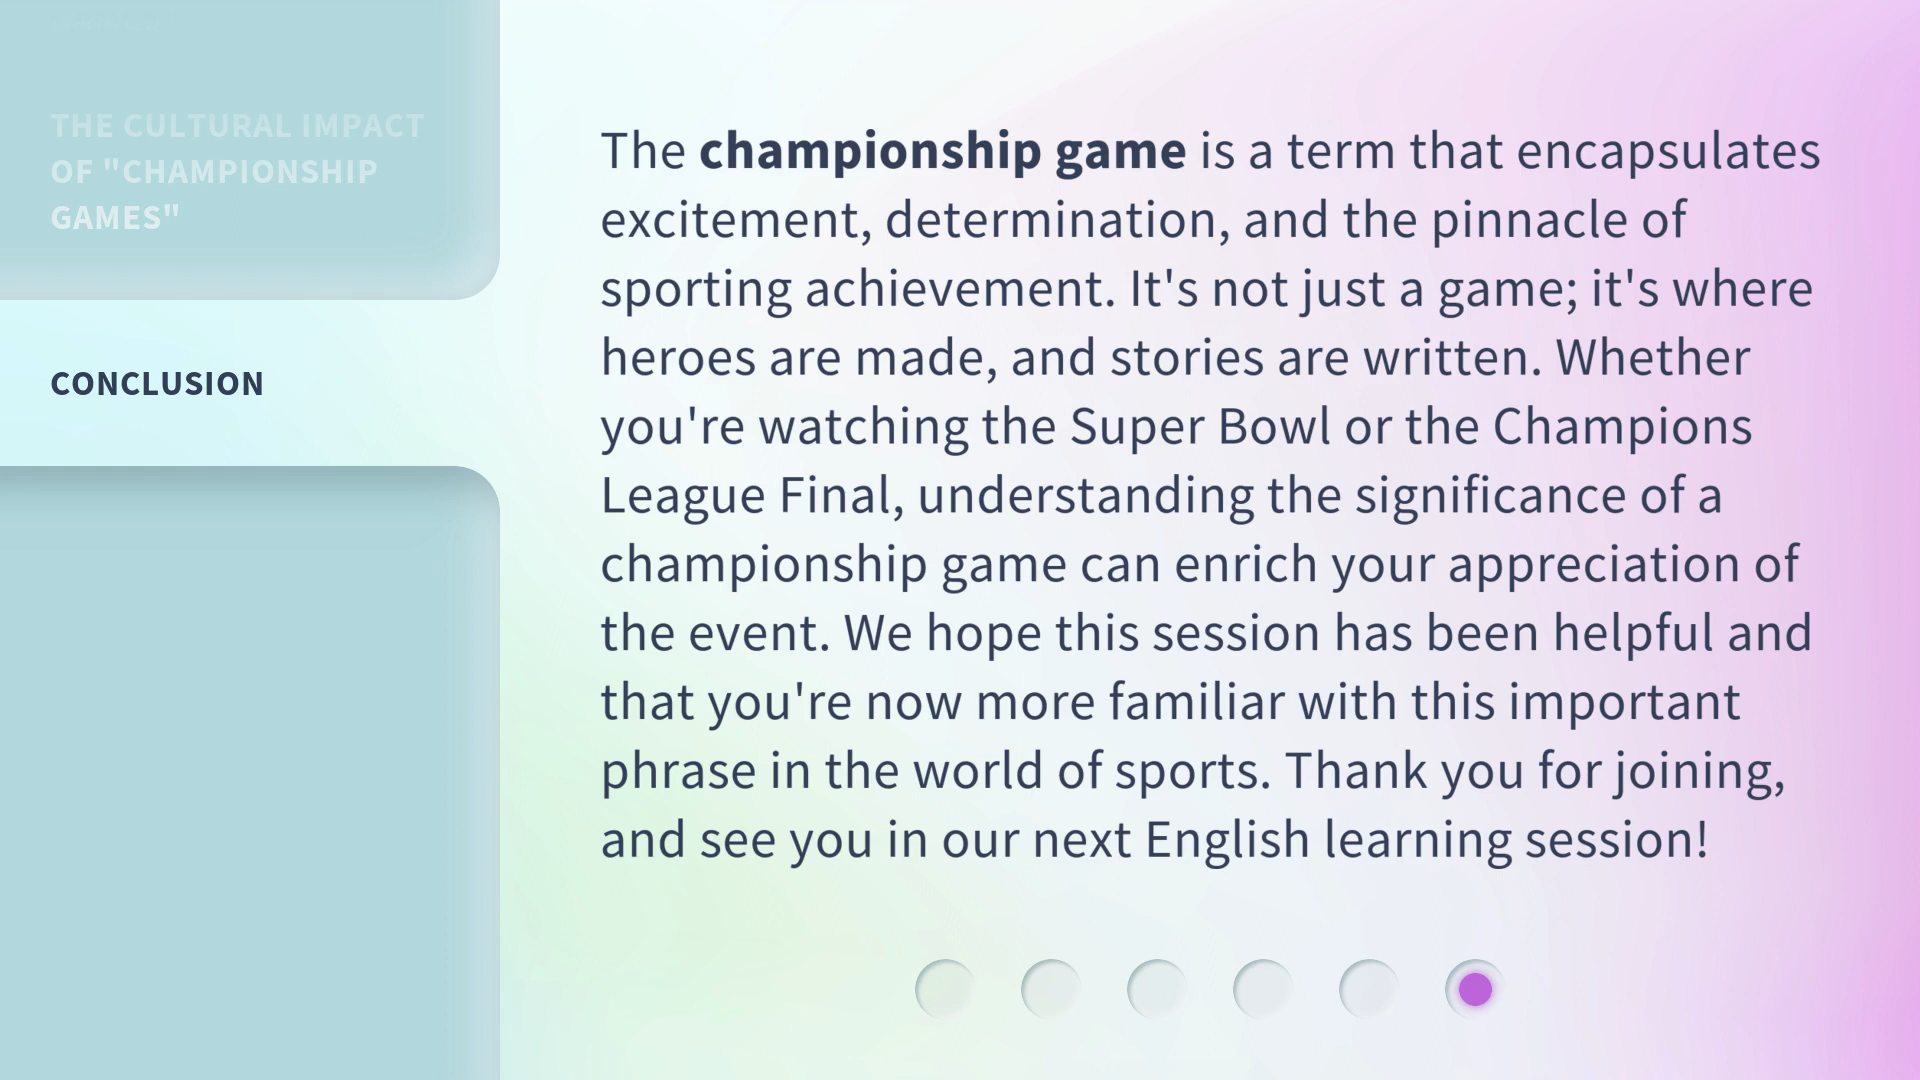 THE CULTURAL IMPACT
OF "CHAMPIONSHIP
GAMES"
CONCLUSION
The championship game is a term that encapsulates
excitement, determination, and the pinnacle of
sporting achievement. It's not just a game; it's where
heroes are made, and stories are written. Whether
you're watching the Super Bowl or the Champions
League Final, understanding the significance of a
championship game can enrich your appreciation of
the event. We hope this session has been helpful and
that you're now more familiar with this important
phrase in the world of sports. Thank you for joining,
and see you in our next English learning session!